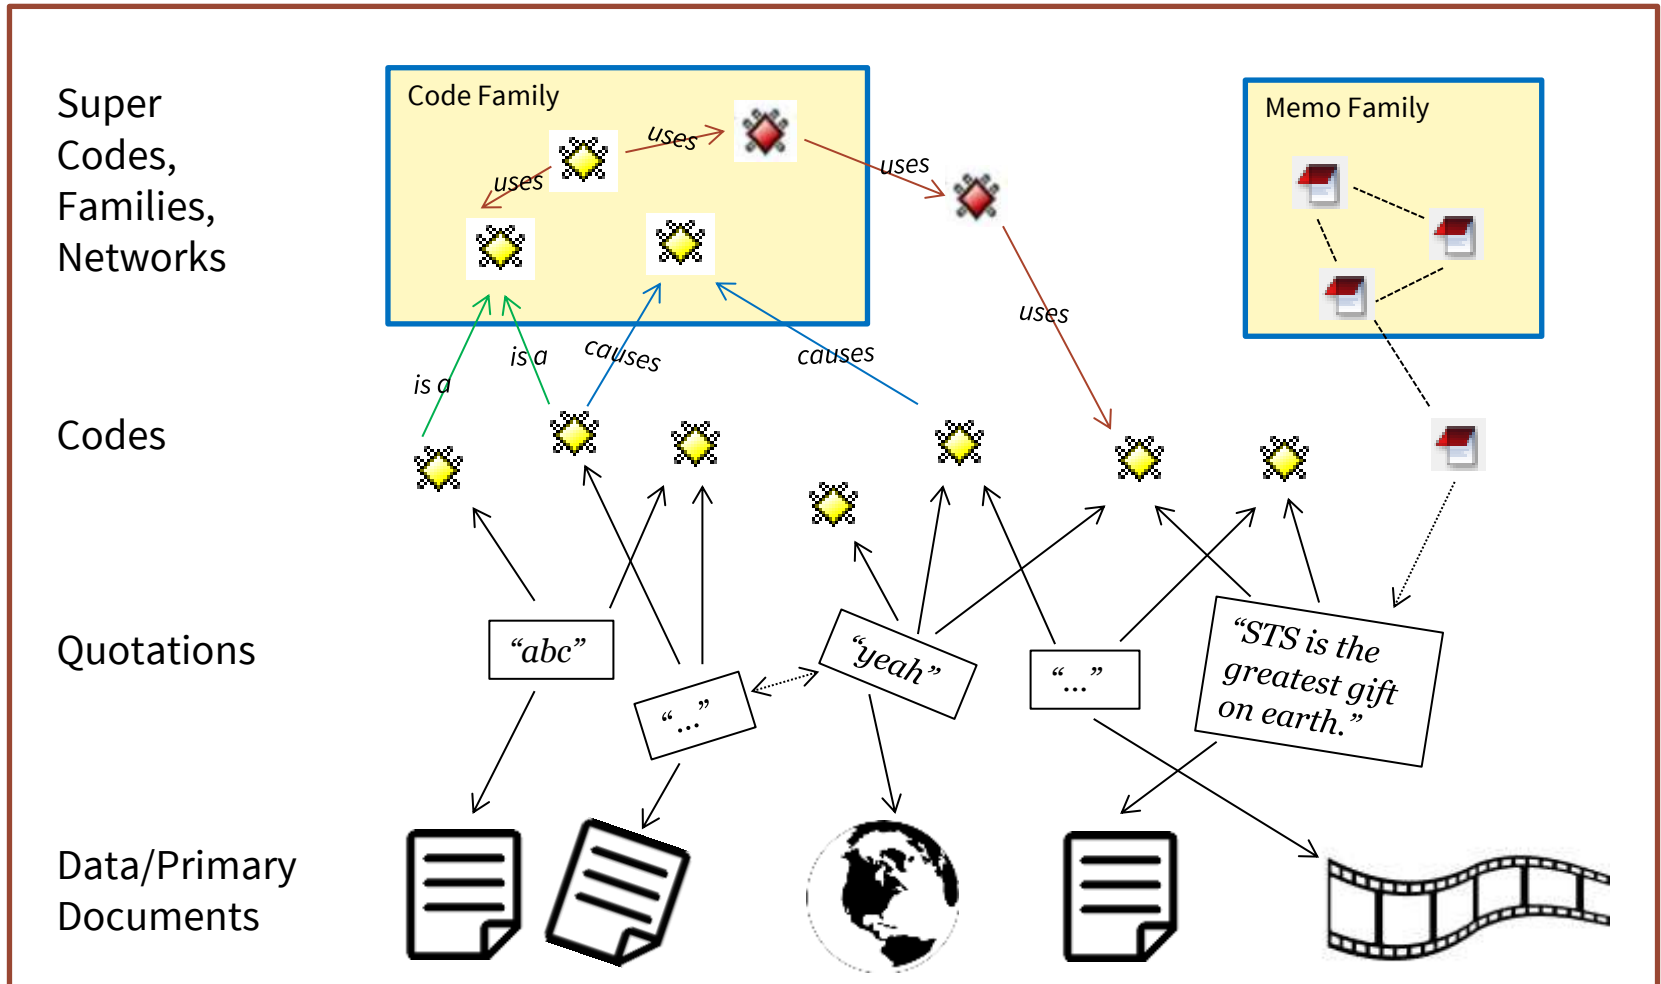 Super
Codes,
Families,
Networks
Code Family
uses
uses
uses
Memo Family
uses
is a
is a
causes
causes
Codes
Quotations
“abc”
“...”
“yeah”
“...”
“STS is the
greatest gift
on earth.”
Data/Primary
Documents